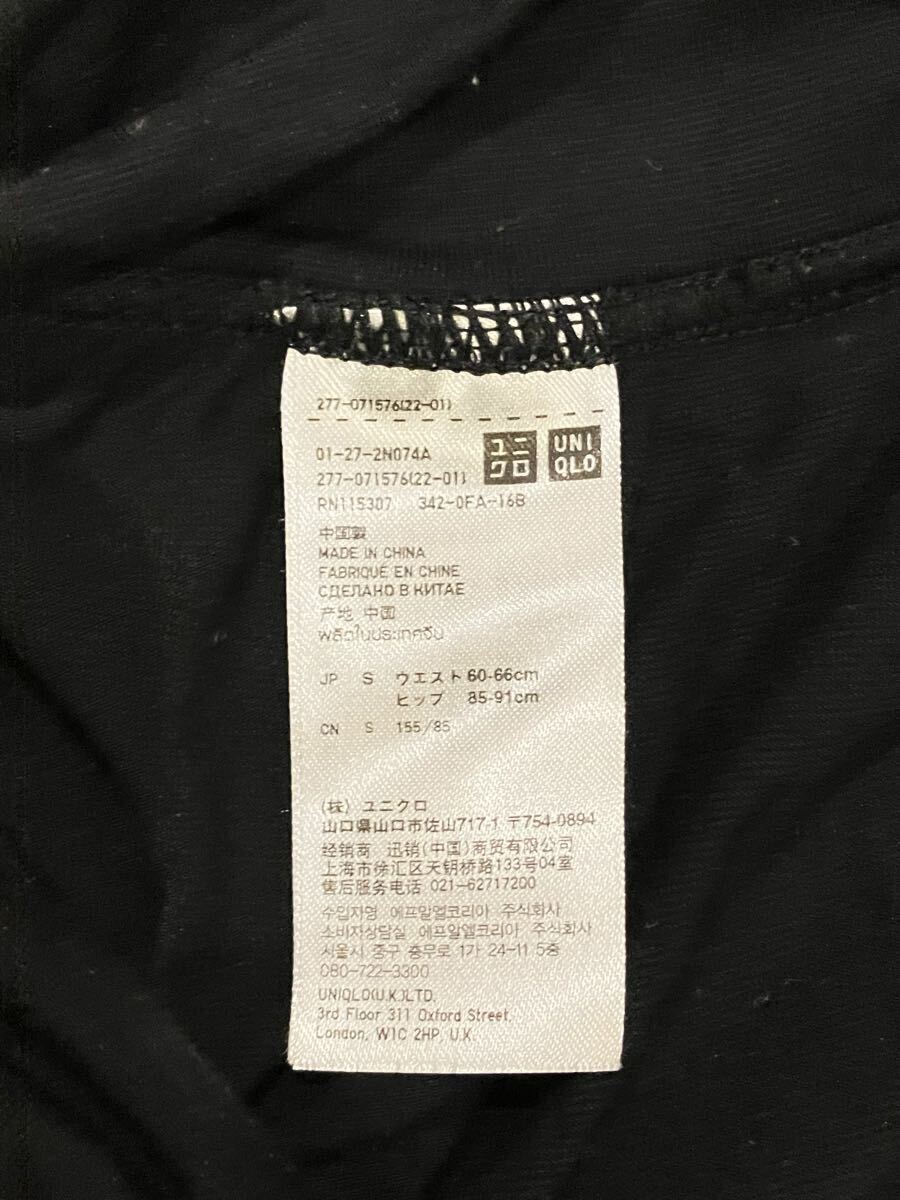 277-071576(22-01)
01-27-2N074A
ユニ
クロ
UNI
QLO
277-071576(22-01)
RN115307 342-0FA-16B
中国製
MADE IN CHINA
FABRIQUE EN CHINE
СДЕЛАНО В КИТАЕ
产地 中国
ผลิตในประเทศจีน
JP S ウエスト 60-66cm
ヒップ 85-91cm
CN S 155/85
(株) ユニクロ
山口県山口市佐山717-1 〒754-0894
经销商 迅销(中国)商贸有限公司
上海市徐汇区天钥桥路133号04室
售后服务电话 021-62717200
수입자명 에프알엘코리아 주식회사
소비자상담실 에프알엘코리아 주식회사
서울시 중구 충무로 1가 24-11 5층
080-722-3300
UNIQLO(U.K.)LTD.
3rd Floor 311 Oxford Street.
London, W1C 2HP, U.K.